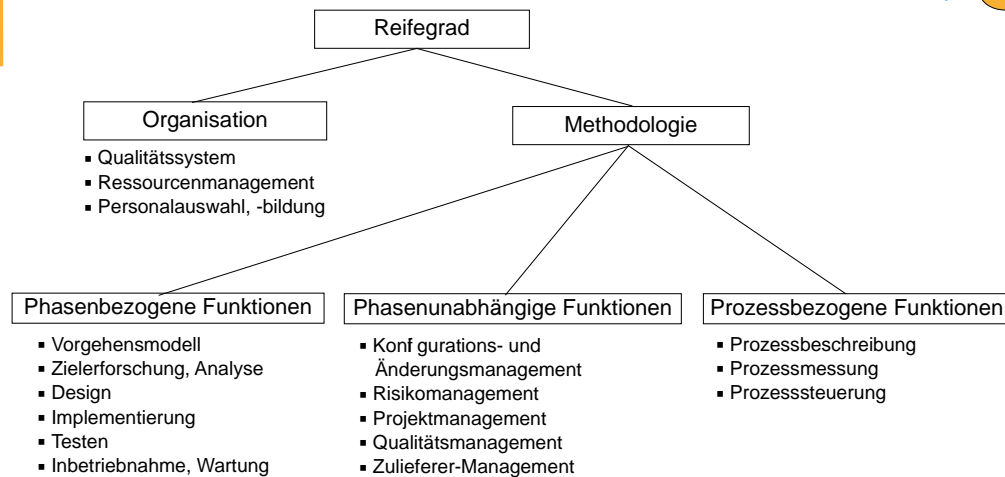 Reifegrad
Organisation
Methodologie
▪ Qualitätssystem
▪ Ressourcenmanagement
▪ Personalauswahl, -bildung
Phasenbezogene Funktionen
▪ Vorgehensmodell
▪ Zielerforschung, Analyse
▪ Design
▪ Implementierung
▪ Testen
▪ Inbetriebnahme, Wartung
Phasenunabhängige Funktionen
▪ Konf gurations- und
Änderungsmanagement
▪ Risikomanagement
▪ Projektmanagement
▪ Qualitätsmanagement
▪ Zulieferer-Management
Prozessbezogene Funktionen
▪ Prozessbeschreibung
▪ Prozessmessung
▪ Prozesssteuerung